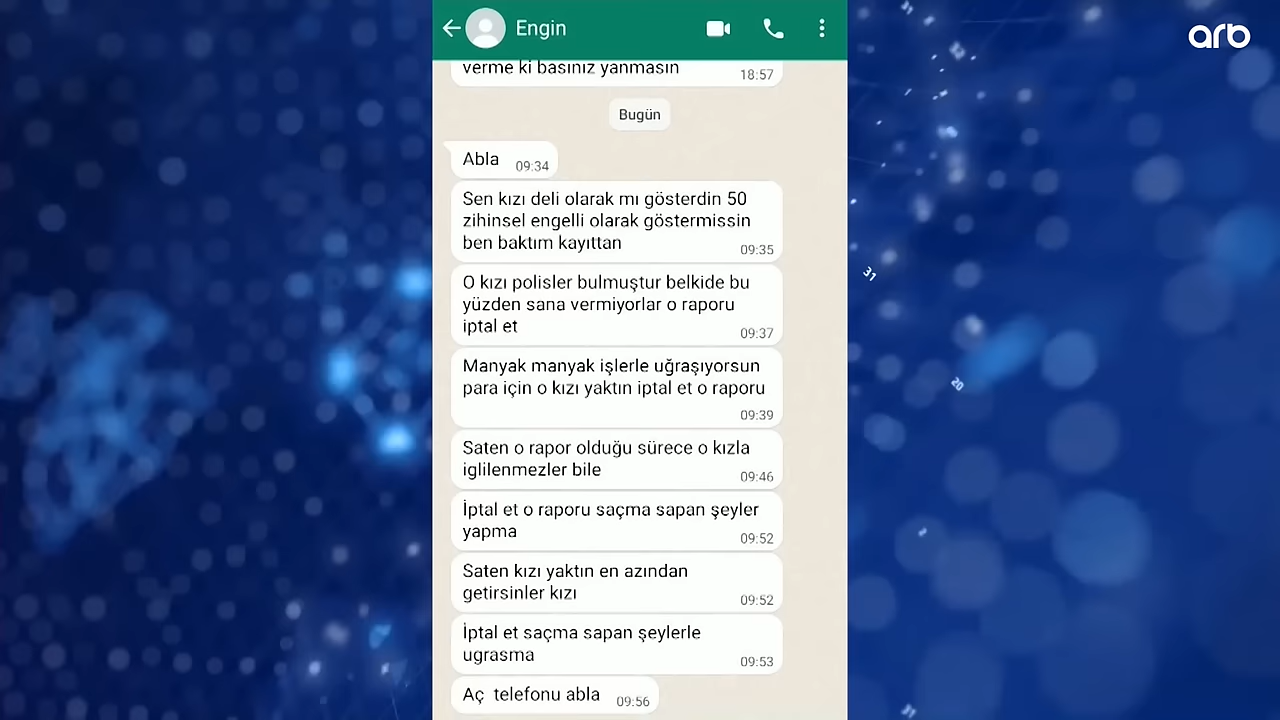 Engin
arb
verme ki basınız yanmasın
18:57
Bugün
Abla
09:34
Sen kızı deli olarak mı gösterdin 50
zihinsel engelli olarak göstermissin
ben baktım kayıttan
09:35
O kızı polisler bulmuştur belkide bu
yüzden sana vermiyorlar o raporu
iptal et
09:37
Manyak manyak işlerle uğraşıyorsun
para için o kızı yaktın iptal et o raporu
09:39
Saten o rapor olduğu sürece o kızla
iglilenmezler bile
09:46
İptal et o raporu saçma sapan şeyler
yapma
09:52
Saten kızı yaktın en azından
getirsinler kızı
09:52
İptal et saçma sapan şeylerle
ugrasma
09:53
Aç telefonu abla
09:56
31
20
31